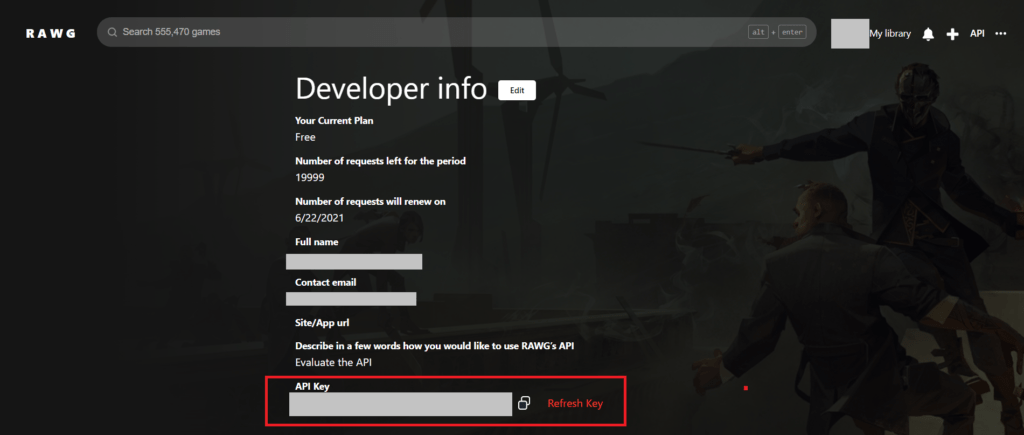 RAWG
Search 555,470 games
alt + enter
My library
API
Developer info
Edit
Your Current Plan
Free
Number of requests left for the period
19999
Number of requests will renew on
6/22/2021
Full name
Contact email
Site/App url
Describe in a few words how you would like to use RAWG's API
Evaluate the API
API Key
Refresh Key